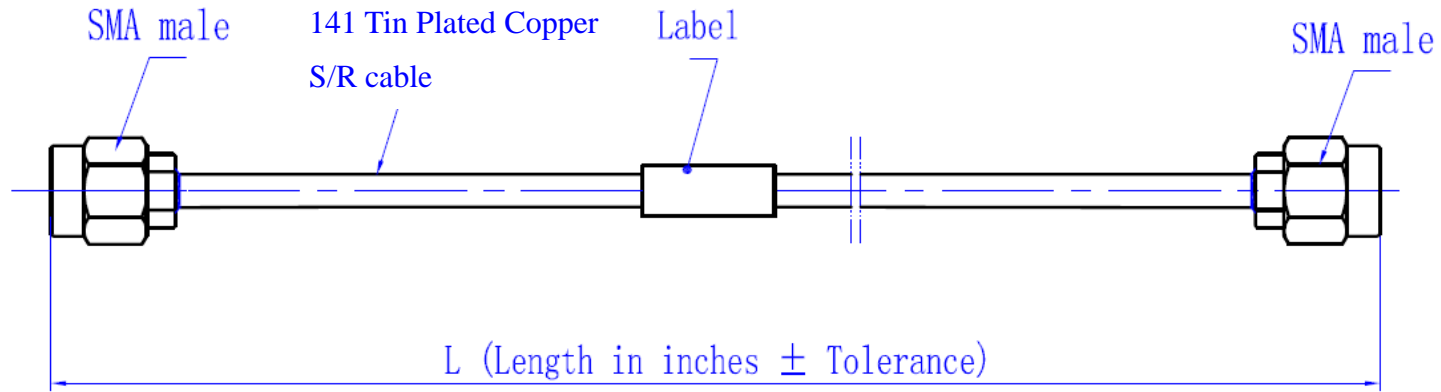 SMA male
141 Tin Plated Copper
S/R cable
Label
SMA male
L (Length in inches ± Tolerance)